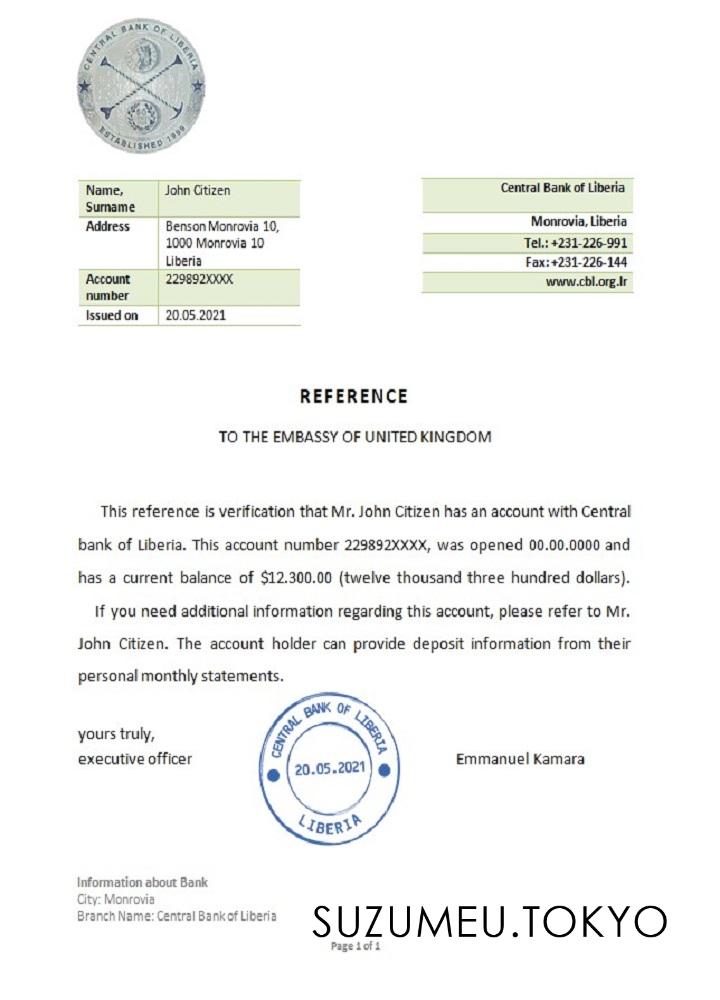 CENTRAL BANK OF LIBERIA
ESTABLISHED 1999
Name, Surname John Citizen
Address Benson Monrovia 10,
1000 Monrovia 10
Liberia
Account number 229892XXXX
Issued on 20.05.2021
Central Bank of Liberia
Monrovia, Liberia
Tel.: +231-226-991
Fax: +231-226-144
www.cbl.org.lr
REFERENCE
TO THE EMBASSY OF UNITED KINGDOM
This reference is verification that Mr. John Citizen has an account with Central
bank of Liberia. This account number 229892XXXX, was opened 00.00.0000 and
has a current balance of $12.300.00 (twelve thousand three hundred dollars).
If you need additional information regarding this account, please refer to Mr.
John Citizen. The account holder can provide deposit information from their
personal monthly statements.
yours truly,
executive officer
CENTRAL BANK OF LIBERIA
20.05.2021
LIBERIA
Emmanuel Kamara
Information about Bank
City: Monrovia
Branch Name: Central Bank of Liberia
SUZUMEU.TOKYO
Page 1 of 1